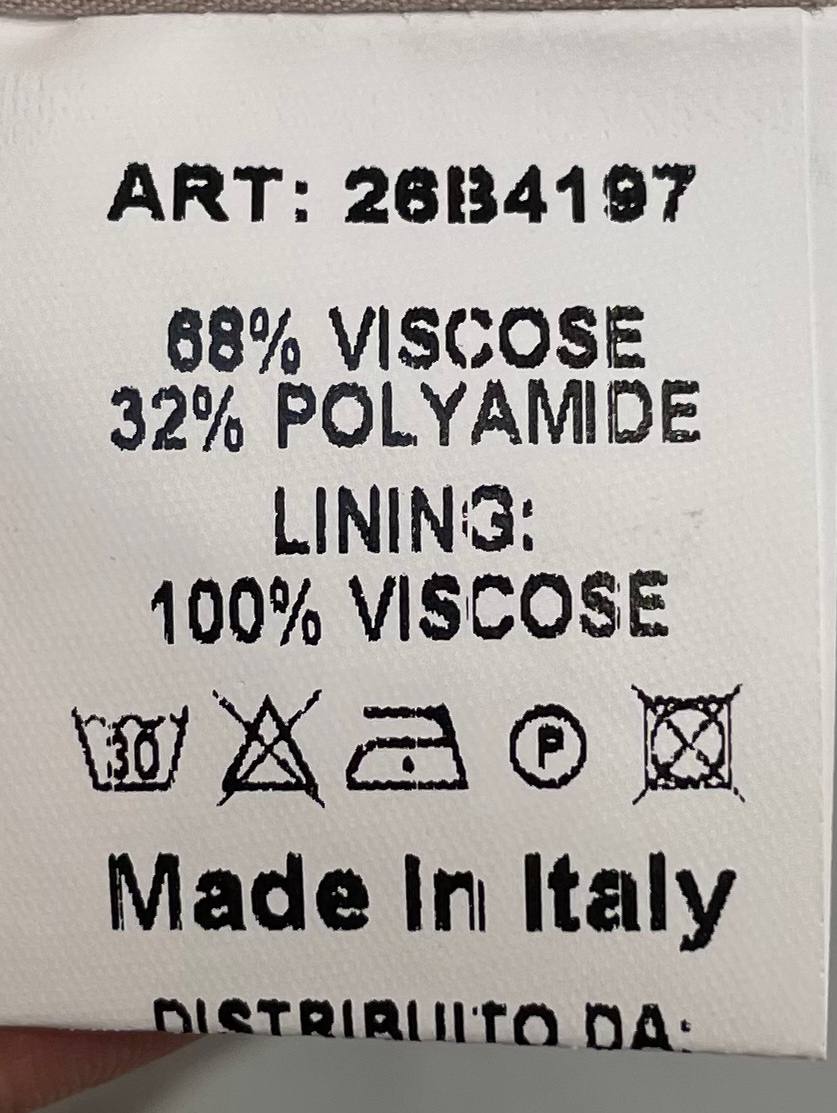 ART: 26B4197
68% VISCOSE
32% POLYAMIDE
LINING:
100% VISCOSE
30 P
Made In Italy
DISTRIBUITO DA: